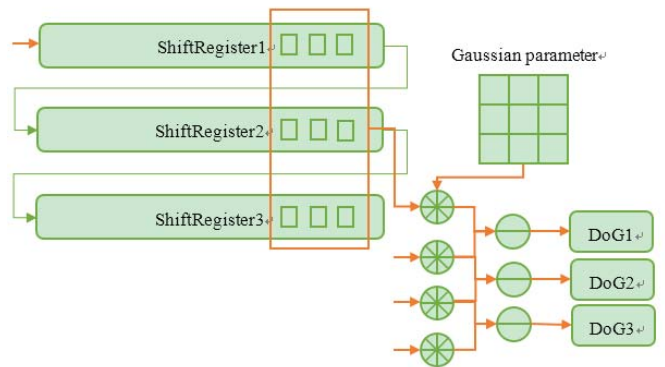 ShiftRegister1
Gaussian parameter
ShiftRegister2
ShiftRegister3
DoG1
DoG2
DoG3